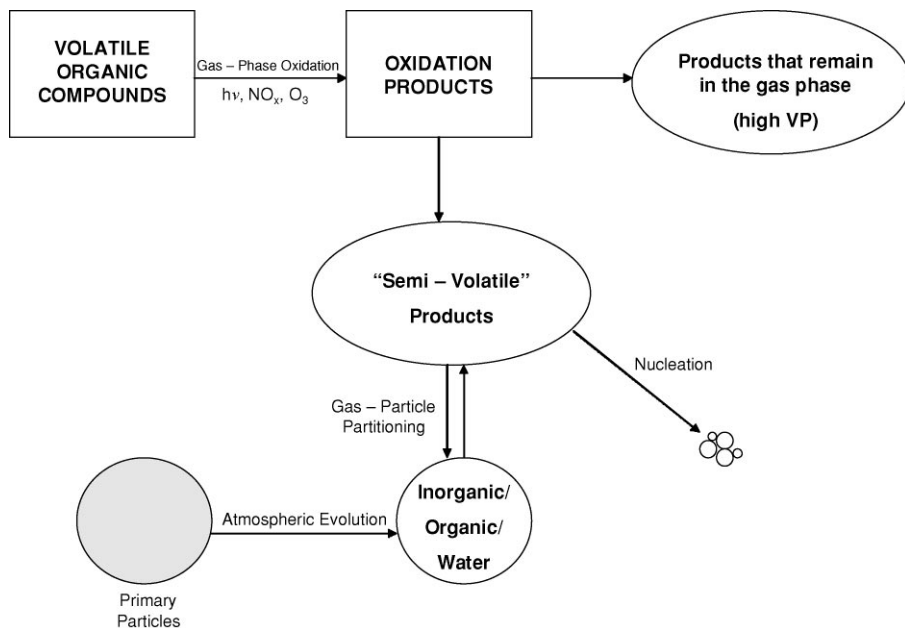 VOLATILE
ORGANIC
COMPOUNDS
Gas – Phase Oxidation
hν, NOx, O3
OXIDATION
PRODUCTS
Products that remain
in the gas phase
(high VP)
“Semi – Volatile”
Products
Nucleation
Gas – Particle
Partitioning
Inorganic/
Organic/
Water
Atmospheric Evolution
Primary
Particles